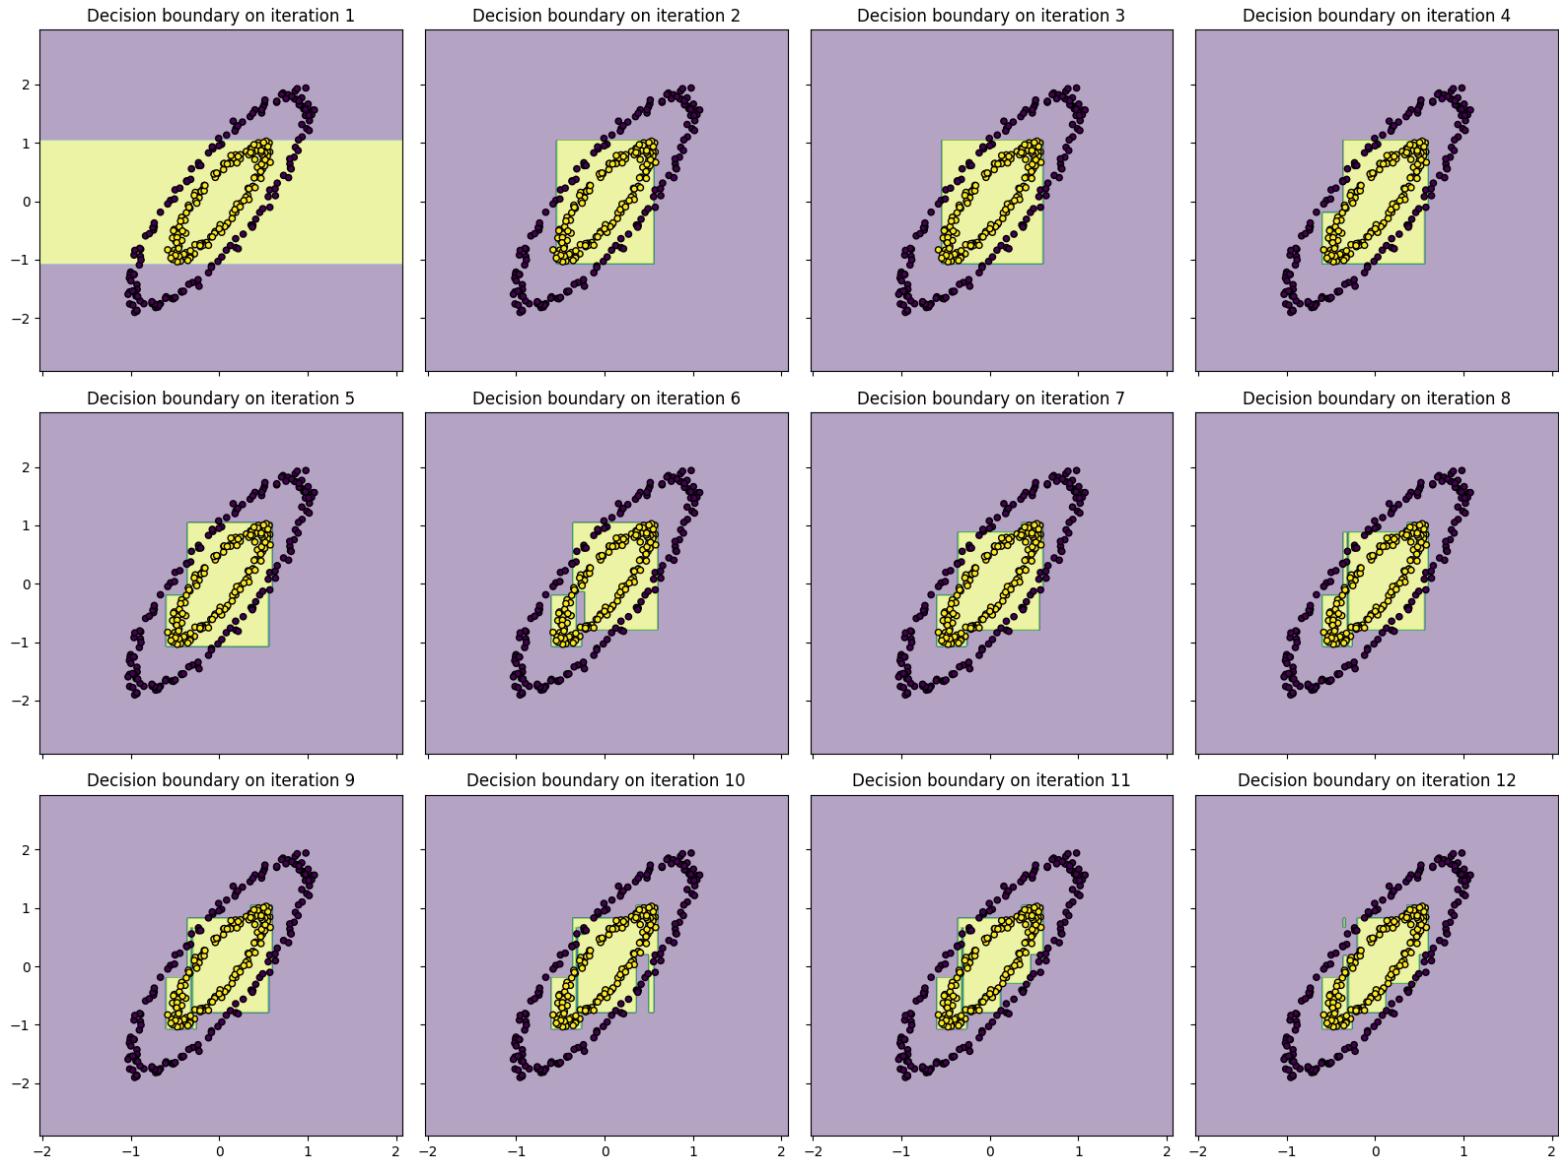 Decision boundary on iteration 1
Decision boundary on iteration 2
Decision boundary on iteration 3
Decision boundary on iteration 4
2
1
0
−1
−2
Decision boundary on iteration 5
Decision boundary on iteration 6
Decision boundary on iteration 7
Decision boundary on iteration 8
2
1
0
−1
−2
Decision boundary on iteration 9
Decision boundary on iteration 10
Decision boundary on iteration 11
Decision boundary on iteration 12
2
1
0
−1
−2
−2 −1 0 1 2
−2 −1 0 1 2
−2 −1 0 1 2
−2 −1 0 1 2